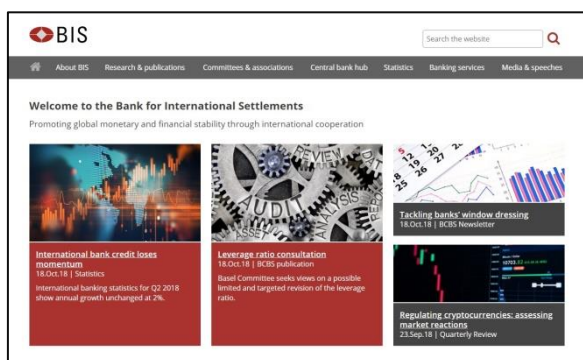 BIS
Search the website
About BIS Research & publications Committees & associations Central bank hub Statistics Banking services Media & speeches
Welcome to the Bank for International Settlements
Promoting global monetary and financial stability through international cooperation
REVIEW
AUDIT
ASSET
ANALYSIS
International bank credit loses
momentum
18.Oct.18 | Statistics
International banking statistics for Q2 2018
show annual growth unchanged at 2%.
Leverage ratio consultation
18.Oct.18 | BCBS publication
Basel Committee seeks views on a possible
limited and targeted revision of the leverage
ratio.
Tackling banks' window dressing
18.Oct.18 | BCBS Newsletter
Regulating cryptocurrencies: assessing
market reactions
23.Sep.18 | Quarterly Review